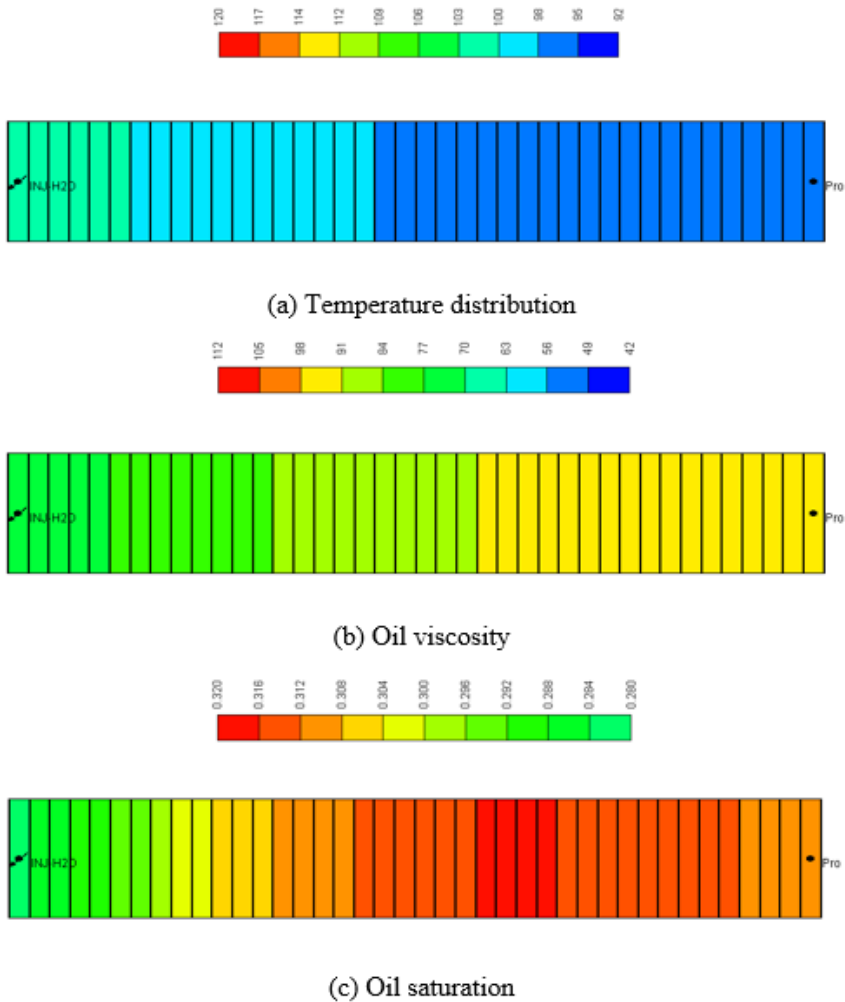 120 117 114 112 109 106 103 100 98 95 92
INJ-H2O Pro
(a) Temperature distribution
112 105 98 91 84 77 70 63 56 49 42
INJ-H2O Pro
(b) Oil viscosity
0.320 0.316 0.312 0.308 0.304 0.300 0.296 0.292 0.288 0.284 0.280
INJ-H2O Pro
(c) Oil saturation